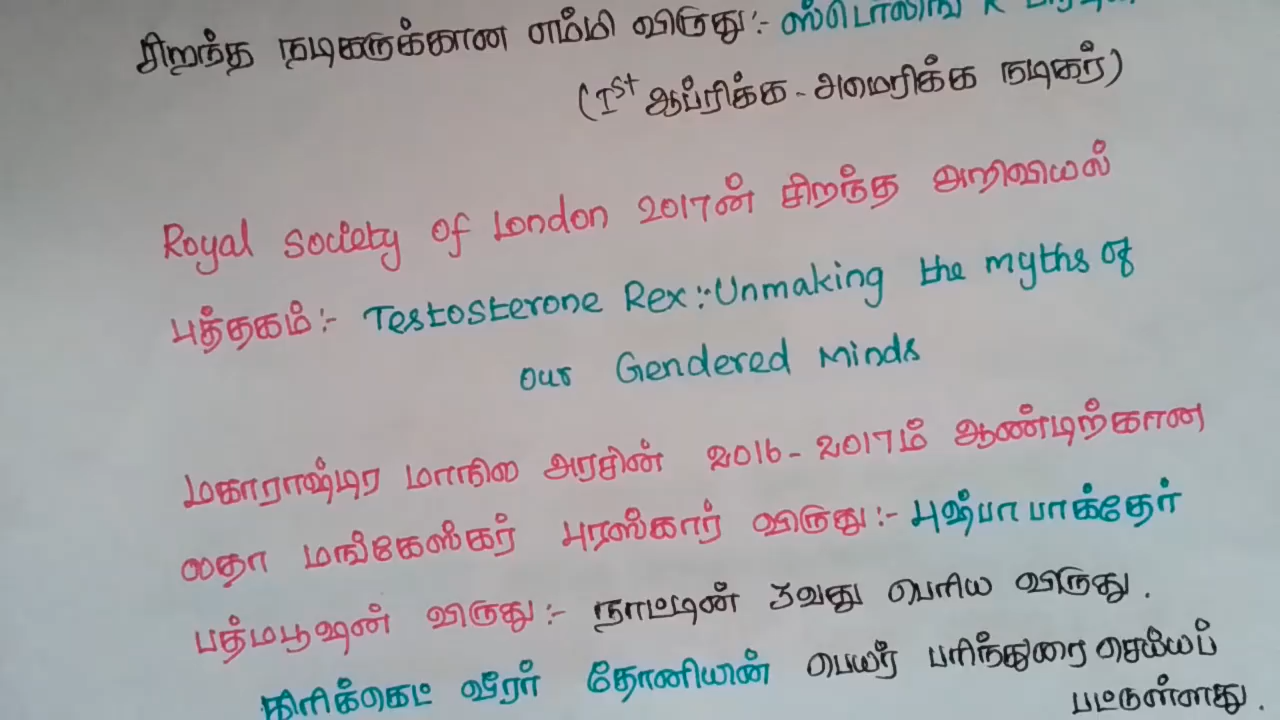 சிறந்த நடிகருக்கான எம்மி விருது:- ஸ்டெர்லிங் K
(1st ஆப்ரிக்க - அமெரிக்க நடிகர்)
Royal Society of London 2017ன் சிறந்த அறிவியல்
புத்தகம்:- Testosterone Rex:-Unmaking the myths of
our Gendered Minds
மகாராஷ்டிர மாநில அரசின் 2016-2017ம் ஆண்டிற்கான
லதா மங்கேஸ்கர் புரஸ்கார் விருது:- புஷ்பா பாக்தேர்
பத்மபூஷன் விருது:- நாட்டின் 3வது பெரிய விருது.
கிரிக்கெட் வீரர் தோனியின் பெயர் பரிந்துரை செய்யப்
பட்டுள்ளது.